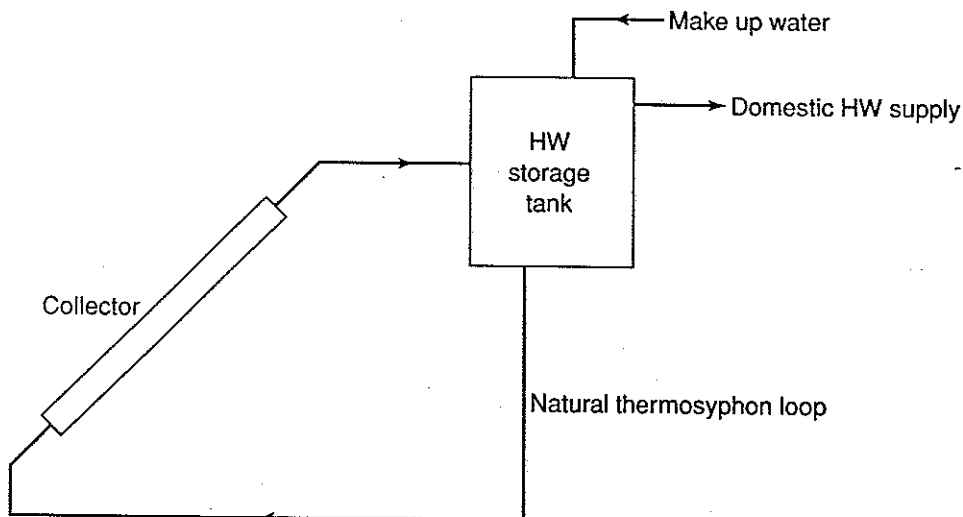 Make up water
Domestic HW supply
HW
storage
tank
Collector
Natural thermosyphon loop